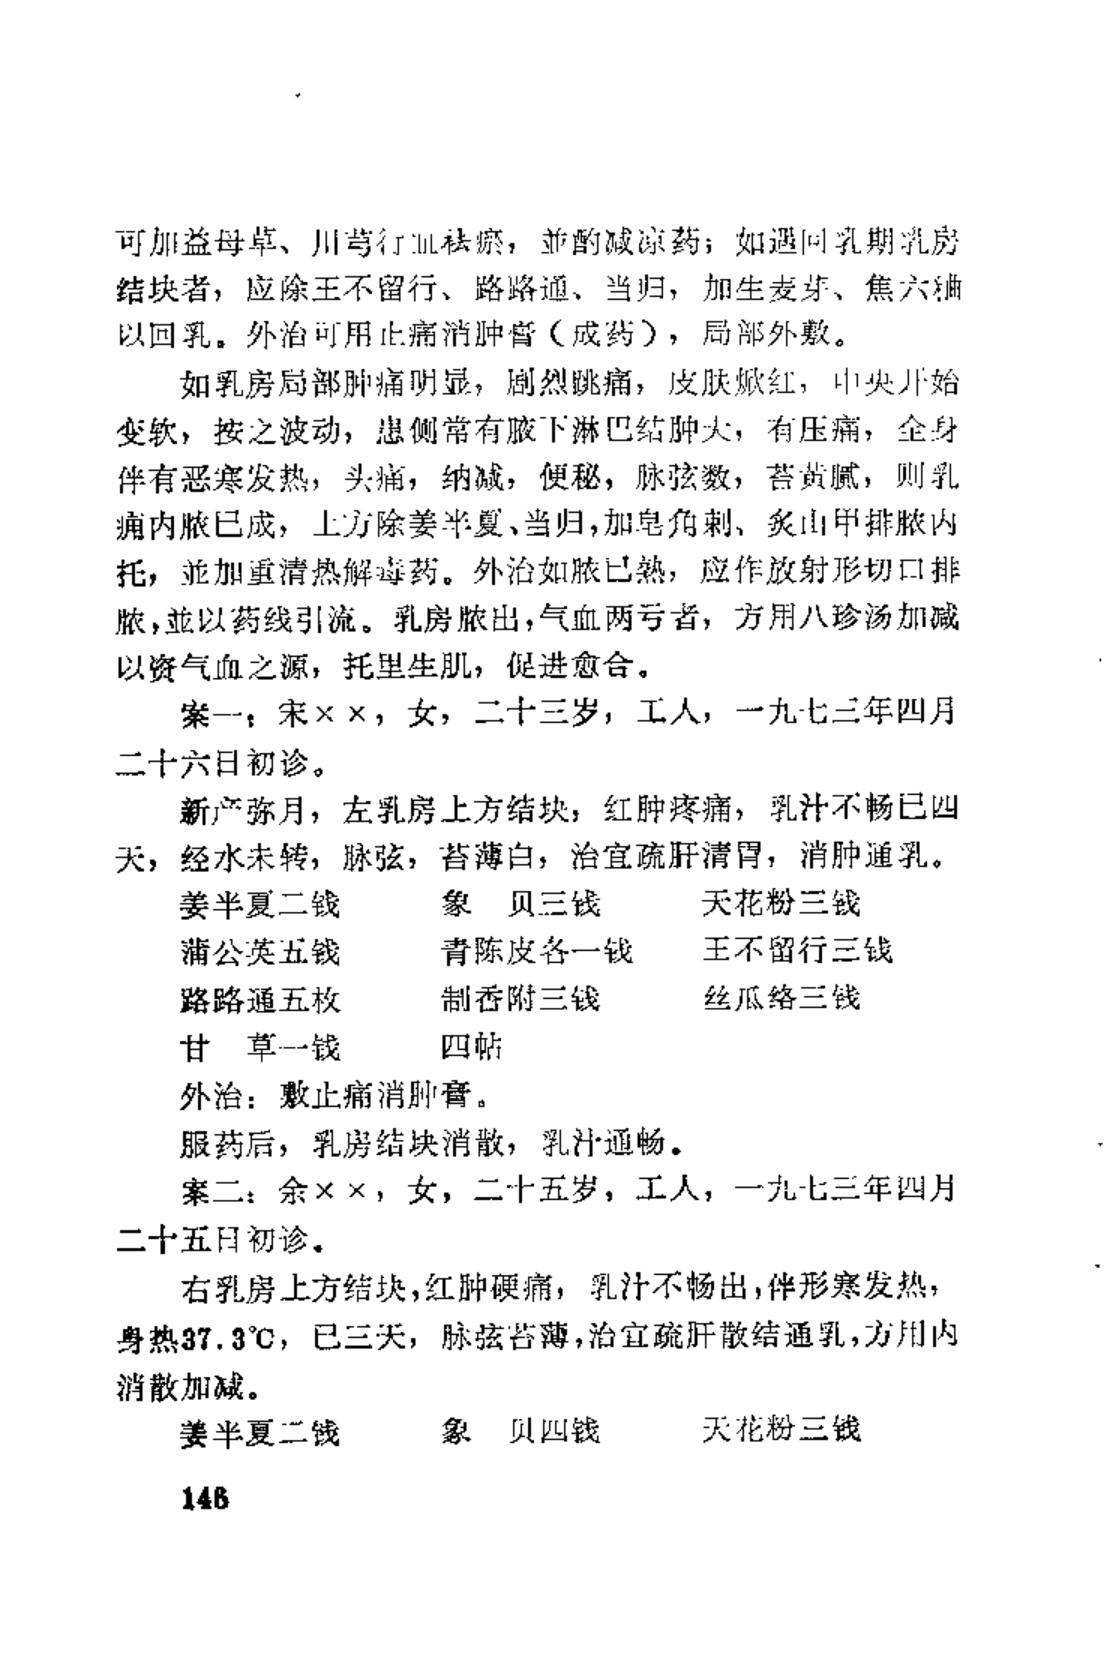 可加益母草、川芎行血祛瘀，並酌减凉药；如遇回乳期乳房
结块者，应除王不留行、路路通、当归，加生麦芽、焦六粬
以回乳。外治可用止痛消肿膏（成药），局部外敷。
如乳房局部肿痛明显，剧烈跳痛，皮肤焮红，中央开始
变软，按之波动，患侧常有腋下淋巴结肿大，有压痛，全身
伴有恶寒发热，头痛，纳减，便秘，脉弦数，苔黄腻，则乳
痈内脓已成，上方除姜半夏、当归，加皂角刺、炙山甲排脓内
托，並加重清热解毒药。外治如脓已熟，应作放射形切口排
脓，並以药线引流。乳房脓出，气血两亏者，方用八珍汤加减
以资气血之源，托里生肌，促进愈合。
案一：宋××，女，二十三岁，工人，一九七三年四月
二十六日初诊。
新产弥月，左乳房上方结块，红肿疼痛，乳汁不畅已四
天，经水未转，脉弦，苔薄白，治宜疏肝清胃，消肿通乳。
姜半夏二钱 象　贝三钱 天花粉三钱
蒲公英五钱 青陈皮各一钱 王不留行三钱
路路通五枚 制香附三钱 丝瓜络三钱
甘　草一钱 四帖
外治：敷止痛消肿膏。
服药后，乳房结块消散，乳汁通畅。
案二：余××，女，二十五岁，工人，一九七三年四月
二十五日初诊。
右乳房上方结块，红肿硬痛，乳汁不畅出，伴形寒发热，
身热37.3℃，已三天，脉弦苔薄，治宜疏肝散结通乳，方用内
消散加减。
姜半夏二钱 象　贝四钱 天花粉三钱
146